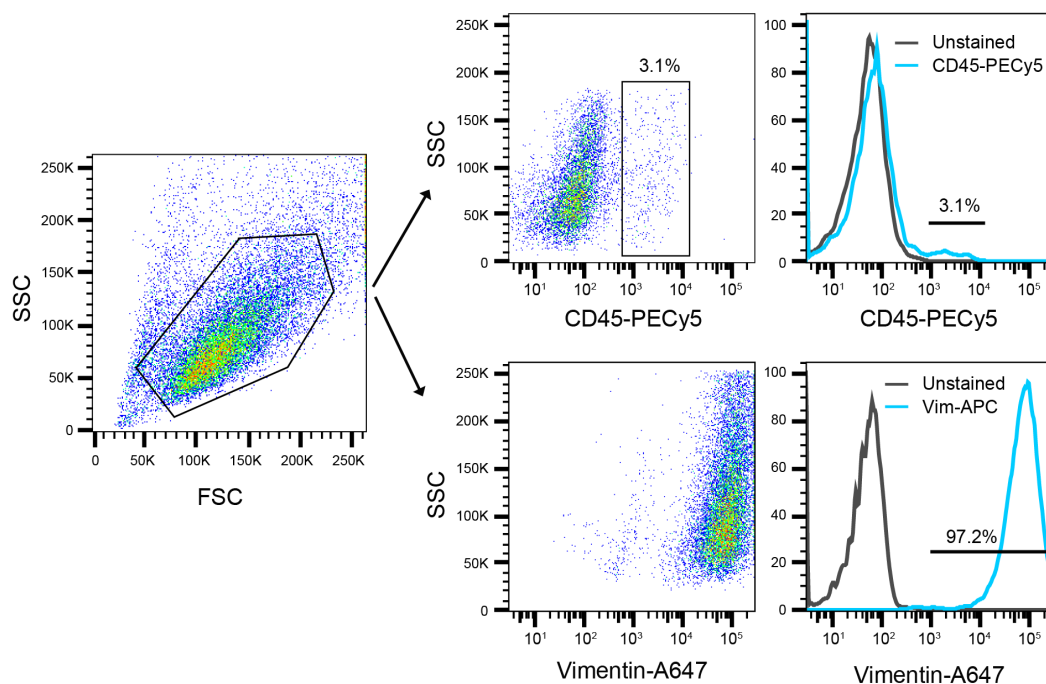 250K
200K
150K
100K
50K
0
SSC
0 50K 100K 150K 200K 250K
FSC
3.1%
250K
200K
150K
100K
50K
0
SSC
10¹ 10² 10³ 10⁴ 10⁵
CD45-PECy5
100
80
60
40
20
0
Unstained
CD45-PECy5
3.1%
10¹ 10² 10³ 10⁴ 10⁵
CD45-PECy5
250K
200K
150K
100K
50K
0
SSC
10¹ 10² 10³ 10⁴ 10⁵
Vimentin-A647
100
80
60
40
20
0
Unstained
Vim-APC
97.2%
10¹ 10² 10³ 10⁴ 10⁵
Vimentin-A647